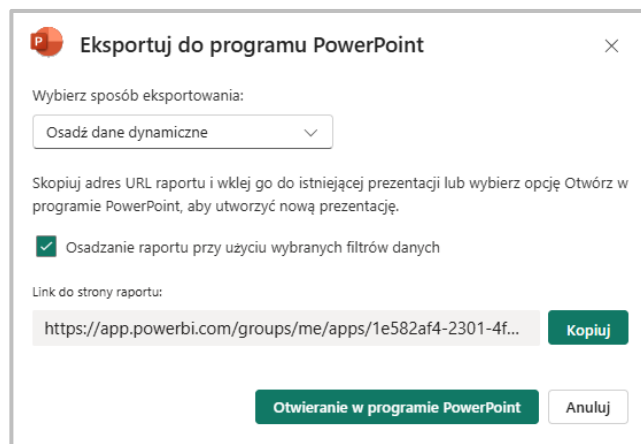 P
Eksportuj do programu PowerPoint
Wybierz sposób eksportowania:
Osadź dane dynamiczne
Skopiuj adres URL raportu i wklej go do istniejącej prezentacji lub wybierz opcję Otwórz w
programie PowerPoint, aby utworzyć nową prezentację.
Osadzanie raportu przy użyciu wybranych filtrów danych
Link do strony raportu:
https://app.powerbi.com/groups/me/apps/1e582af4-2301-4f...
Kopiuj
Otwieranie w programie PowerPoint
Anuluj